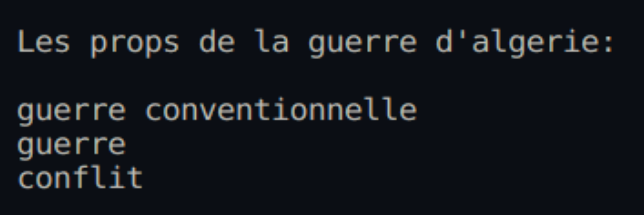 Les props de la guerre d'algerie:
guerre conventionnelle
guerre
conflit